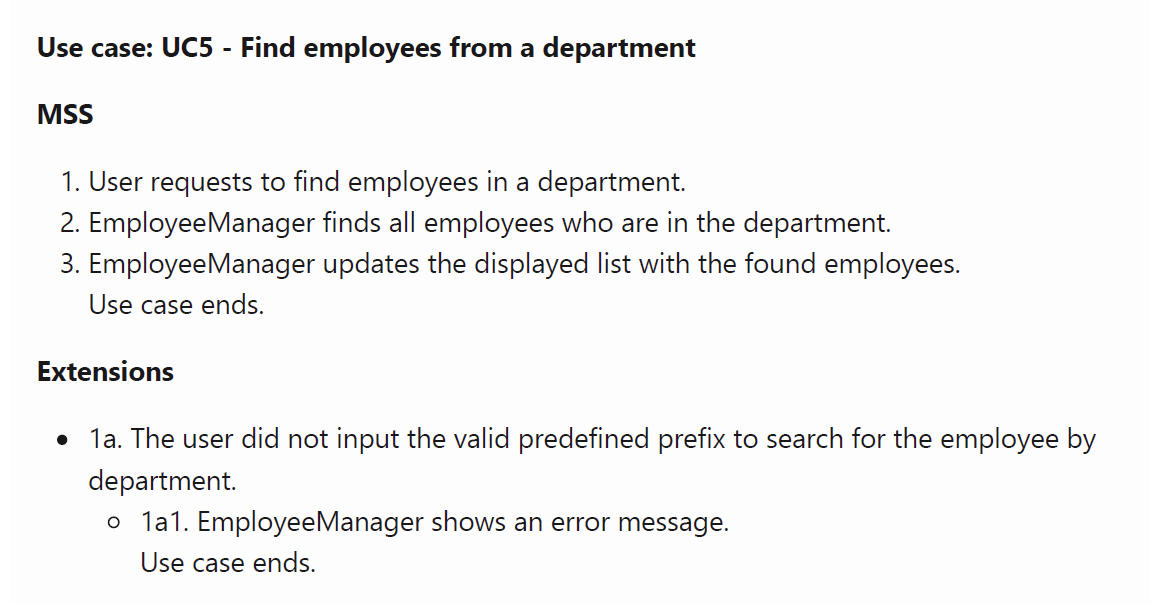 Use case: UC5 - Find employees from a department
MSS
1. User requests to find employees in a department.
2. EmployeeManager finds all employees who are in the department.
3. EmployeeManager updates the displayed list with the found employees.
Use case ends.
Extensions
• 1a. The user did not input the valid predefined prefix to search for the employee by
department.
○ 1a1. EmployeeManager shows an error message.
Use case ends.